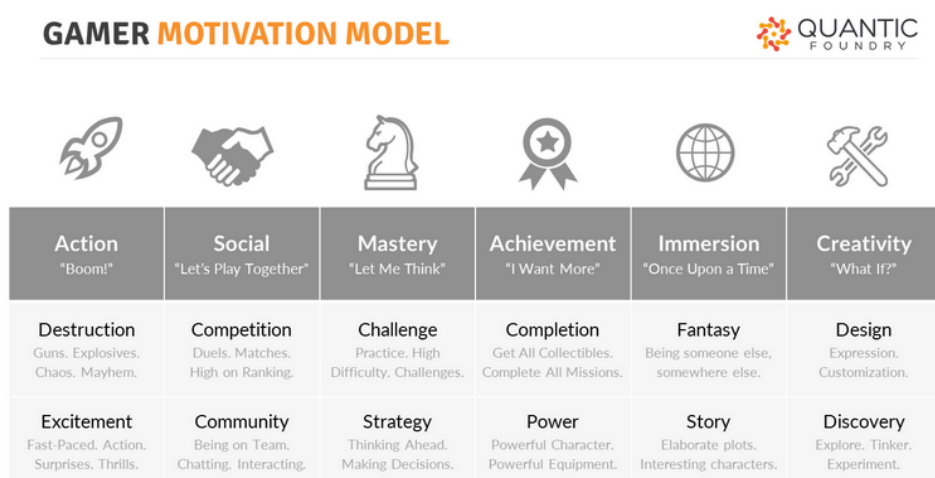 GAMER MOTIVATION MODEL
QUANTIC
FOUNDRY
Action
"Boom!"
Social
"Let's Play Together"
Mastery
"Let Me Think"
Achievement
"I Want More"
Immersion
"Once Upon a Time"
Creativity
"What If?"
Destruction
Guns. Explosives.
Chaos. Mayhem.
Competition
Duels. Matches.
High on Ranking.
Challenge
Practice. High
Difficulty. Challenges.
Completion
Get All Collectibles.
Complete All Missions.
Fantasy
Being someone else,
somewhere else.
Design
Expression.
Customization.
Excitement
Fast-Paced. Action.
Surprises. Thrills.
Community
Being on Team.
Chatting. Interacting.
Strategy
Thinking Ahead.
Making Decisions.
Power
Powerful Character.
Powerful Equipment.
Story
Elaborate plots.
Interesting characters.
Discovery
Explore. Tinker.
Experiment.